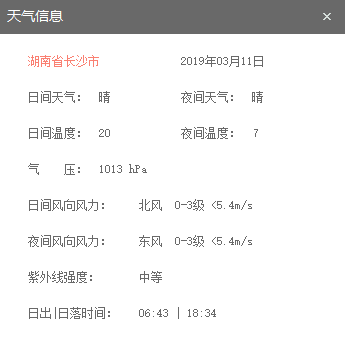 天气信息 ×
湖南省长沙市 2019年03月11日
日间天气: 晴 夜间天气: 晴
日间温度: 20 夜间温度: 7
气 压: 1013 hPa
日间风向风力: 北风 0-3级 <5.4m/s
夜间风向风力: 东风 0-3级 <5.4m/s
紫外线强度: 中等
日出|日落时间: 06:43 | 18:34